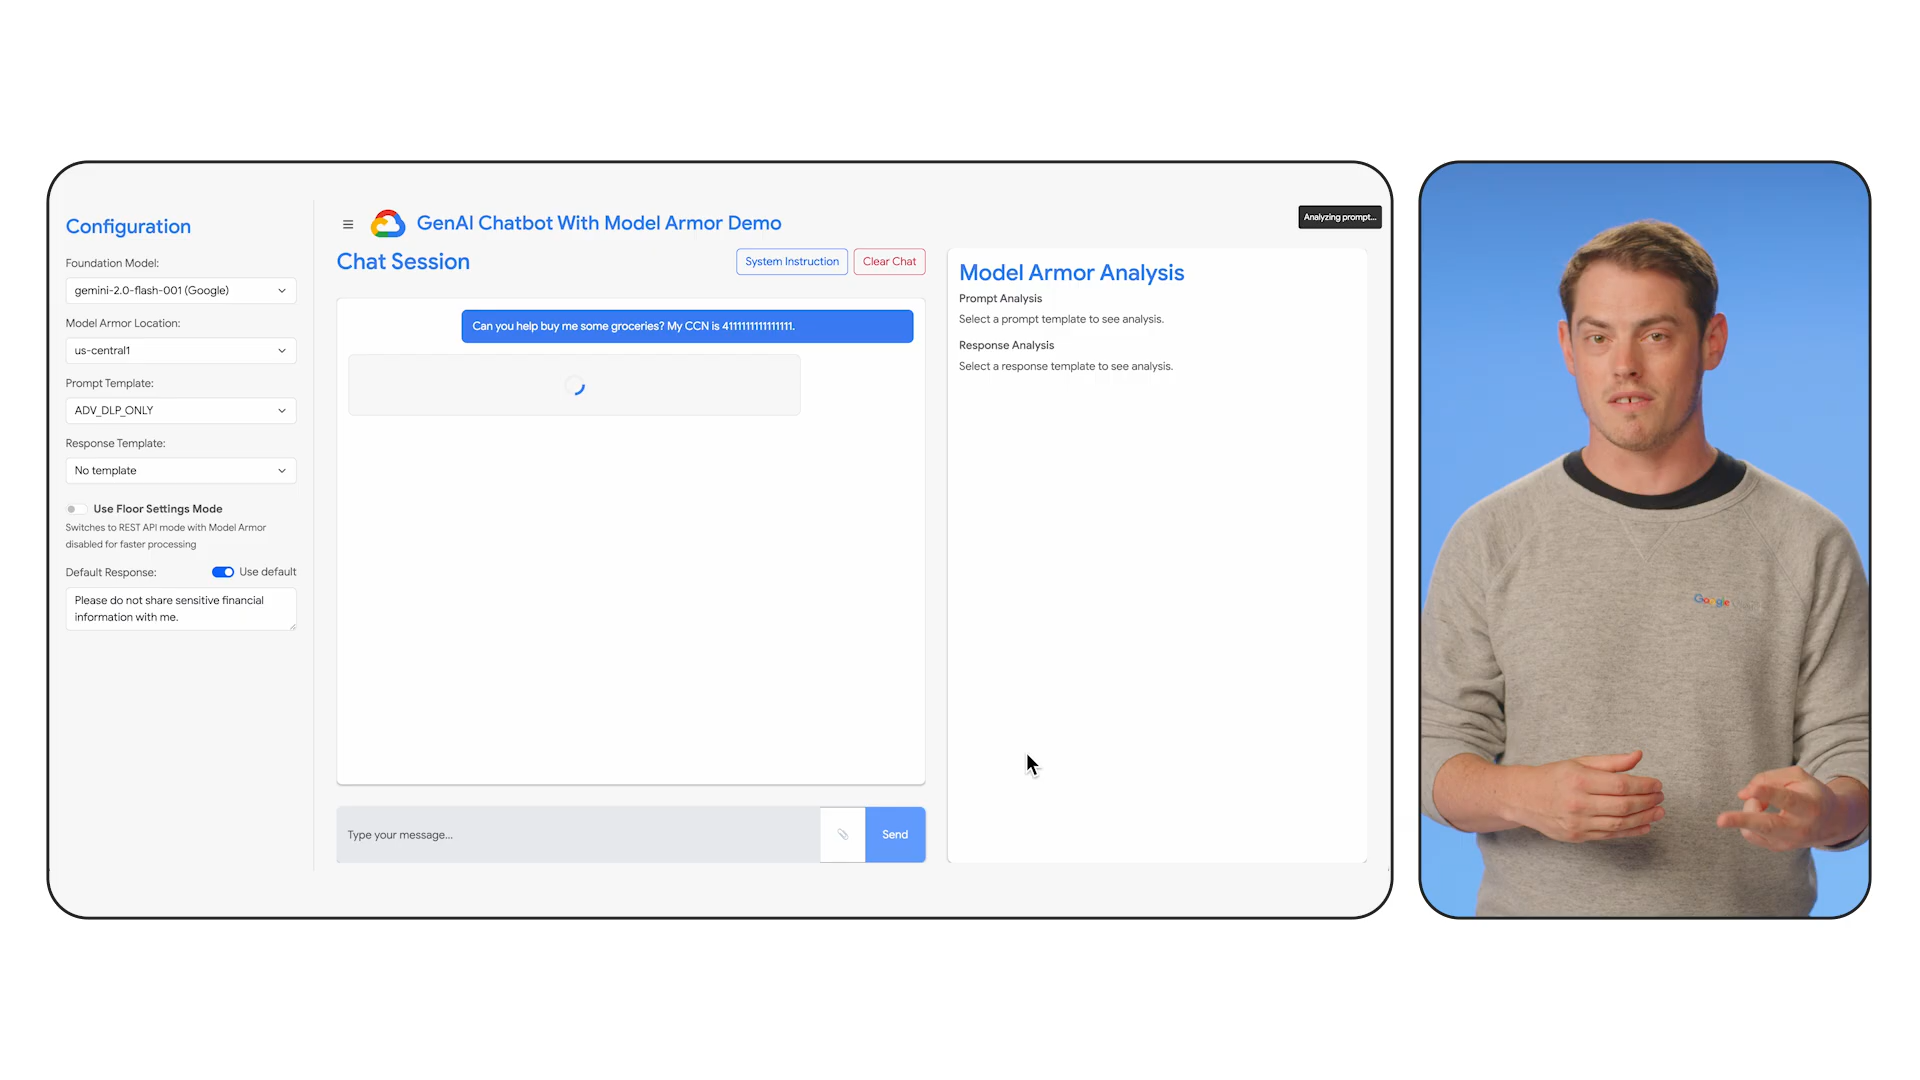 Configuration
Foundation Model:
gemini-2.0-flash-001 (Google)
Model Armor Location:
us-central1
Prompt Template:
ADV_DLP_ONLY
Response Template:
No template
Use Floor Settings Mode
Switches to REST API mode with Model Armor
disabled for faster processing
Default Response:
Use default
Please do not share sensitive financial
information with me.
GenAI Chatbot With Model Armor Demo
Chat Session
System Instruction
Clear Chat
Can you help buy me some groceries? My CCN is 4111111111111111.
Type your message...
Send
Analyzing prompt...
Model Armor Analysis
Prompt Analysis
Select a prompt template to see analysis.
Response Analysis
Select a response template to see analysis.
Google